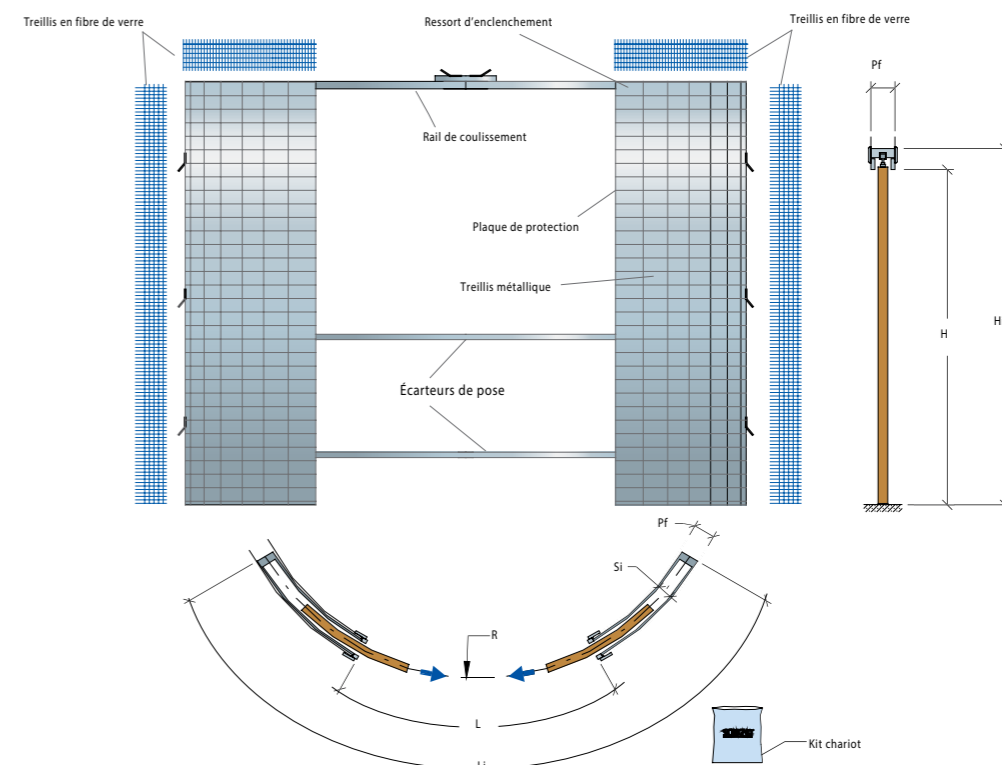 Treillis en fibre de verre
Ressort d'enclenchement
Treillis en fibre de verre
Pf
Rail de coulissement
Plaque de protection
Treillis métallique
H
H
Écarteurs de pose
Pf
Si
R
L
Li
Kit chariot